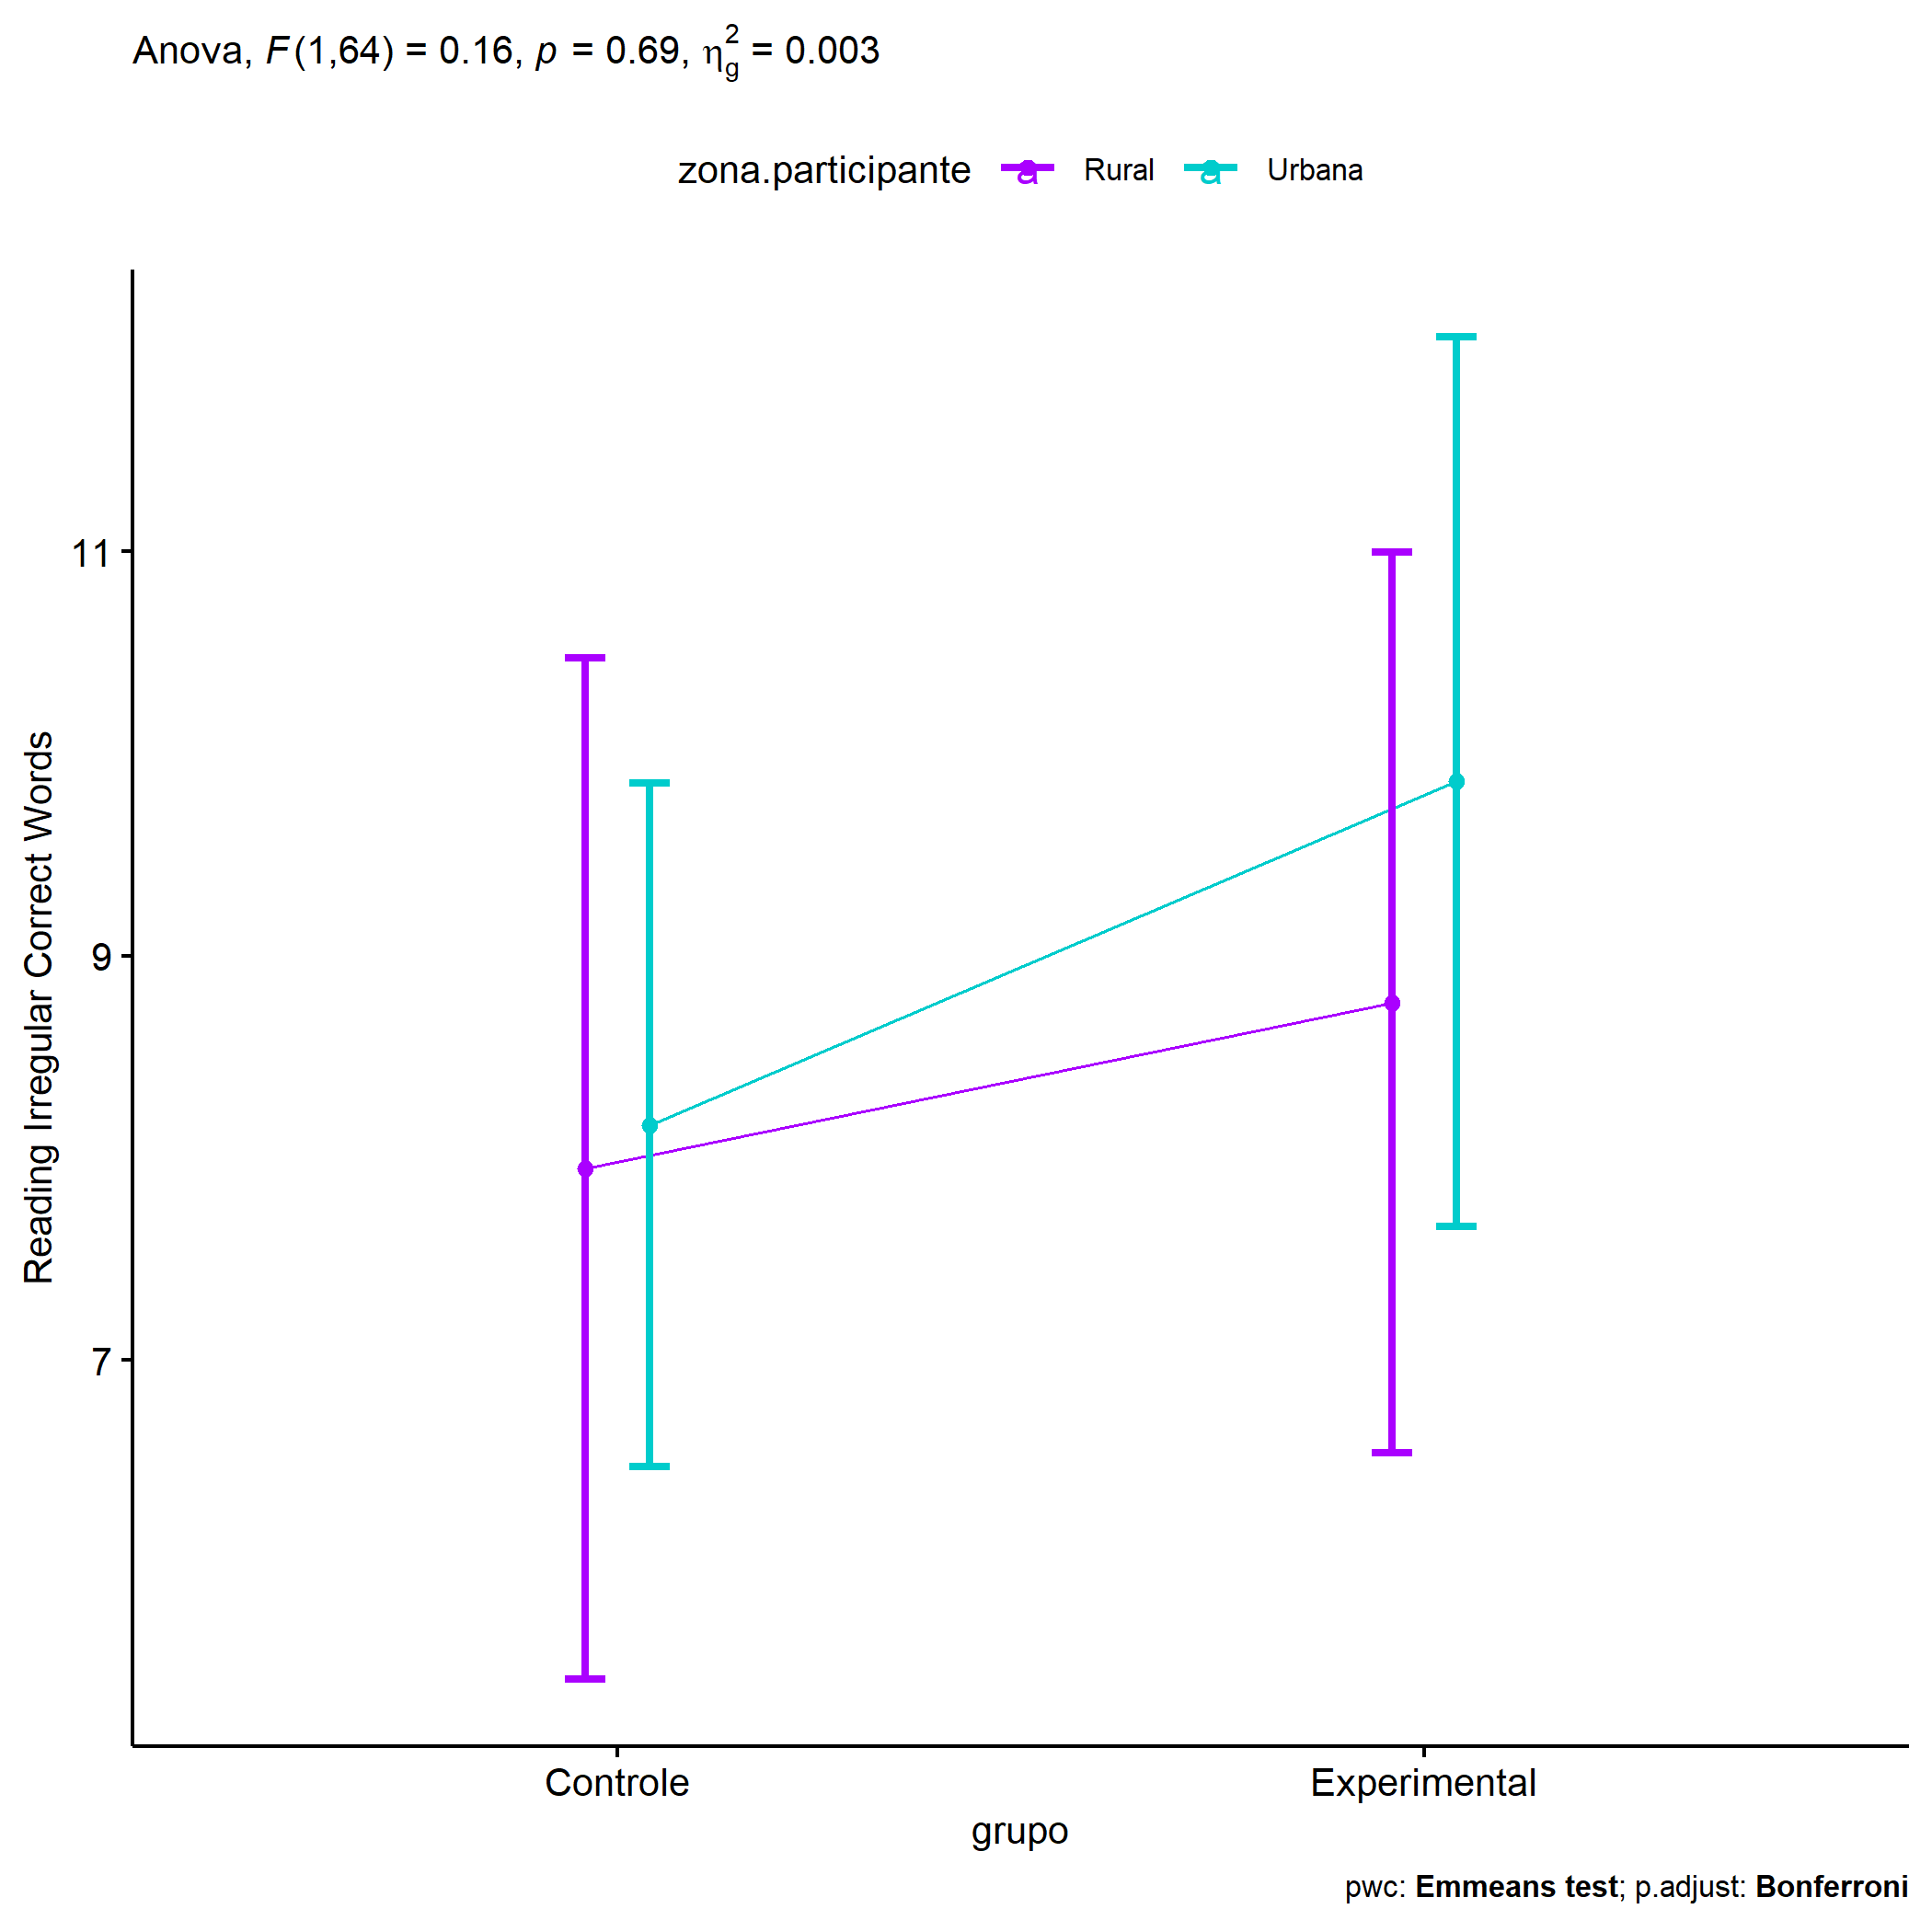 Anova, F(1,64) = 0.16, p = 0.69, η²g = 0.003
zona.participante a Rural a Urbana
11
9
7
Reading Irregular Correct Words
Controle Experimental
grupo
pwc: Emmeans test; p.adjust: Bonferroni